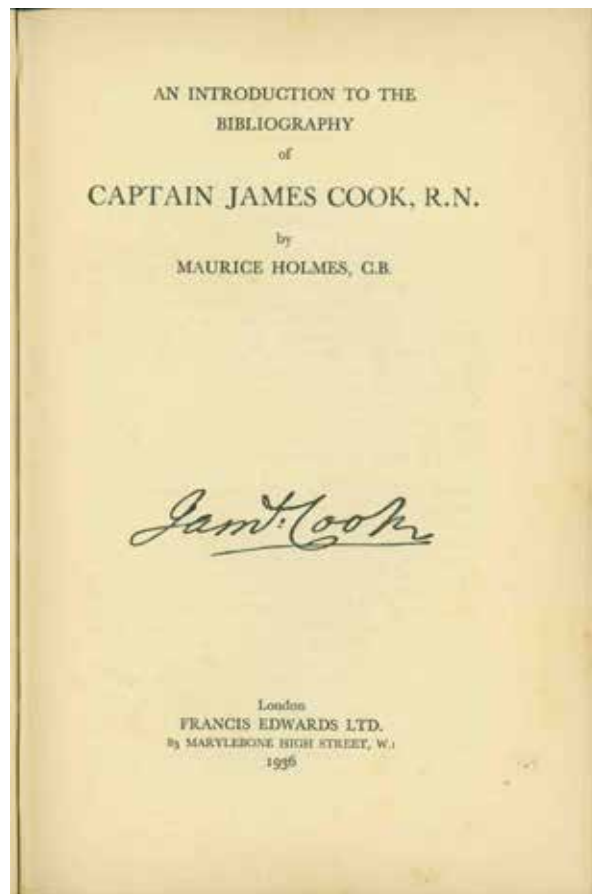 AN INTRODUCTION TO THE
BIBLIOGRAPHY
of
CAPTAIN JAMES COOK, R.N.
by
MAURICE HOLMES, C.B.
Jams: Cook
London
FRANCIS EDWARDS LTD.
83 MARYLEBONE HIGH STREET, W.1
1936